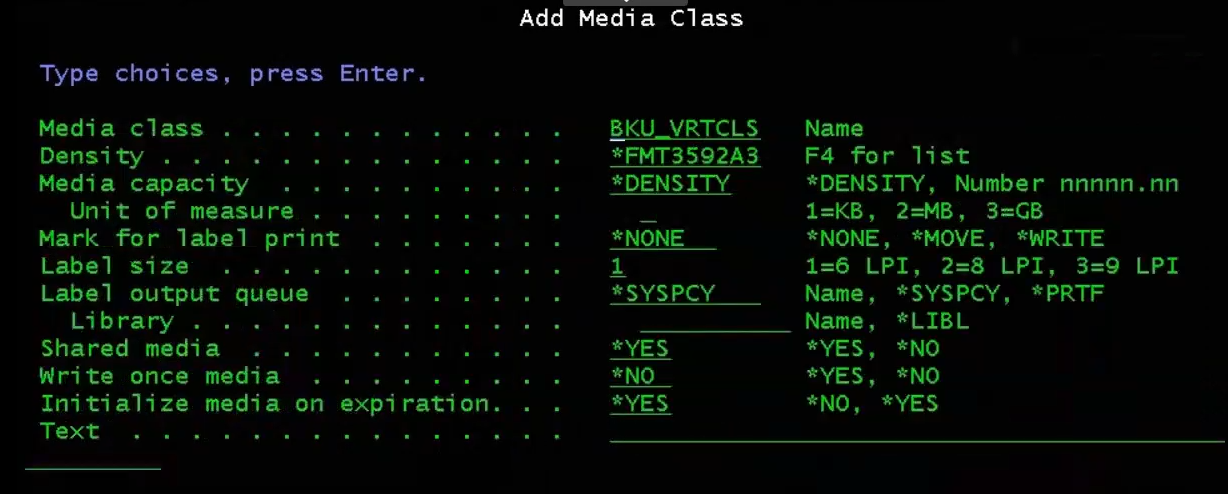 Add Media Class
Type choices, press Enter.
Media class . . . . . . . . . . . . BKU_VRTCLS Name
Density . . . . . . . . . . . . . . *FMT3592A3 F4 for list
Media capacity . . . . . . . . . . *DENSITY *DENSITY, Number nnnnn.nn
Unit of measure . . . . . . . . . _ 1=KB, 2=MB, 3=GB
Mark for label print . . . . . . . *NONE *NONE, *MOVE, *WRITE
Label size . . . . . . . . . . . . 1 1=6 LPI, 2=8 LPI, 3=9 LPI
Label output queue . . . . . . . . *SYSPCY Name, *SYSPCY, *PRTF
Library . . . . . . . . . . . . . __________ Name, *LIBL
Shared media . . . . . . . . . . . *YES *YES, *NO
Write once media . . . . . . . . . *NO *YES, *NO
Initialize media on expiration. . . *YES *NO, *YES
Text . . . . . . . . . . . . . . .